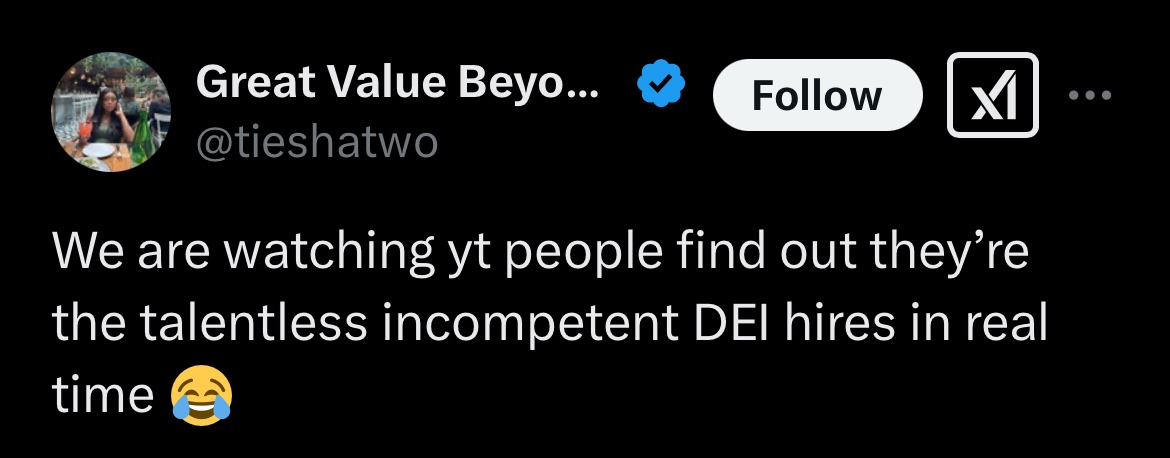 Great Value Beyo...
Follow
@tieshatwo
We are watching yt people find out they’re
the talentless incompetent DEI hires in real
time 😂